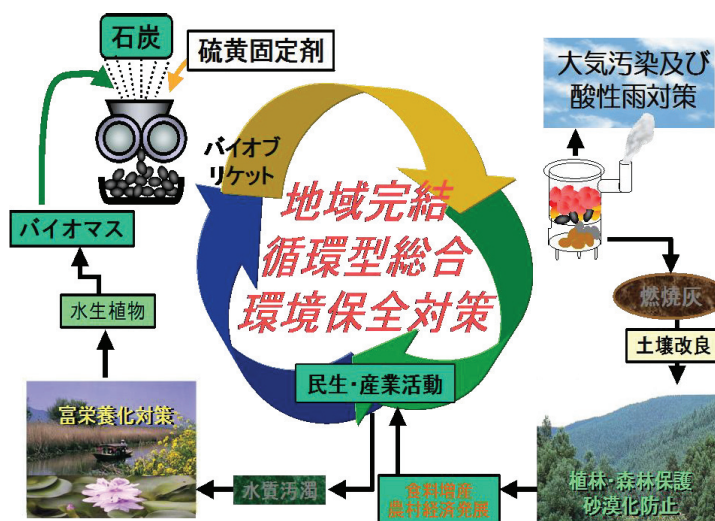 石炭
硫黄固定剤
大気汚染及び
酸性雨対策
バイオブ
リケット
地域完結
循環型総合
環境保全対策
バイオマス
水生植物
燃焼灰
土壌改良
民生・産業活動
富栄養化対策
水質汚濁
食料増産
農村経済発展
植林・森林保護
砂漠化防止